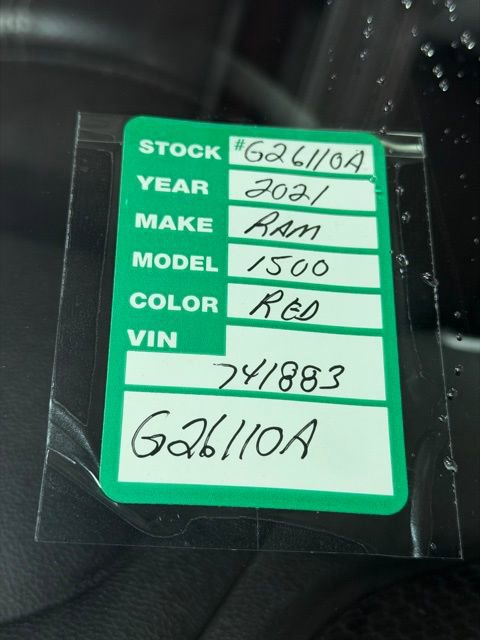 STOCK #G26110A
YEAR 2021
MAKE RAM
MODEL 1500
COLOR RED
VIN
741883
G26110A